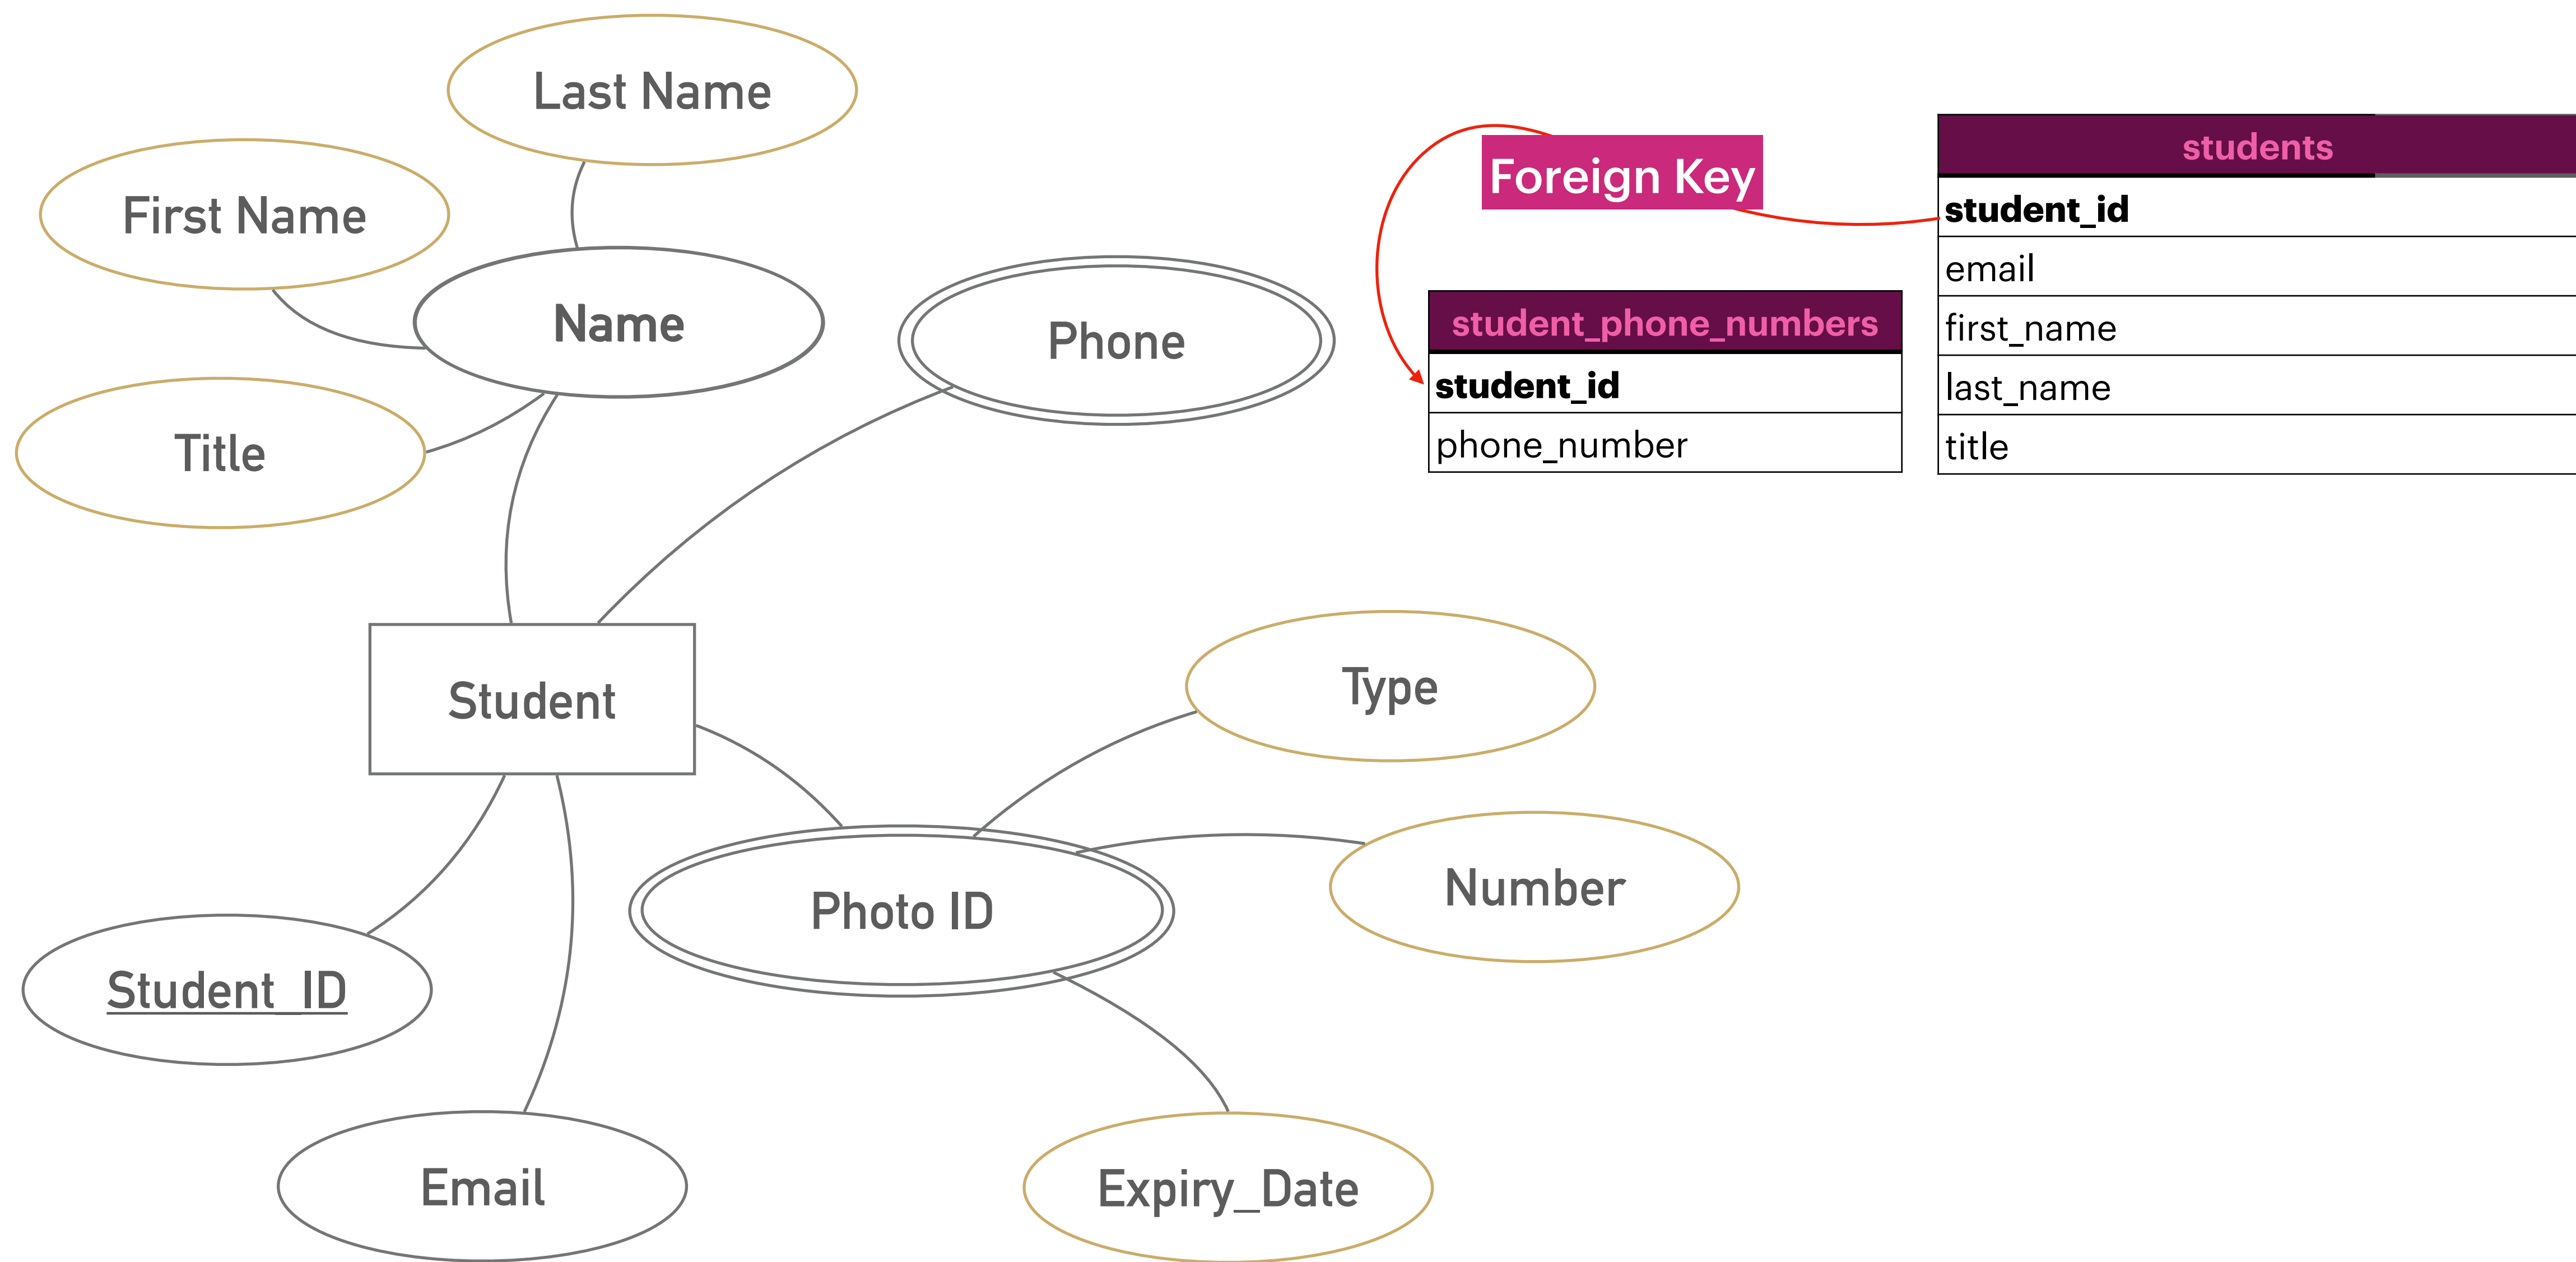 Last Name
First Name
Name
Title
Phone
Foreign Key
students
student_id
email
first_name
last_name
title
student_phone_numbers
student_id
phone_number
Student
Type
Number
Photo ID
Student_ID
Email
Expiry_Date